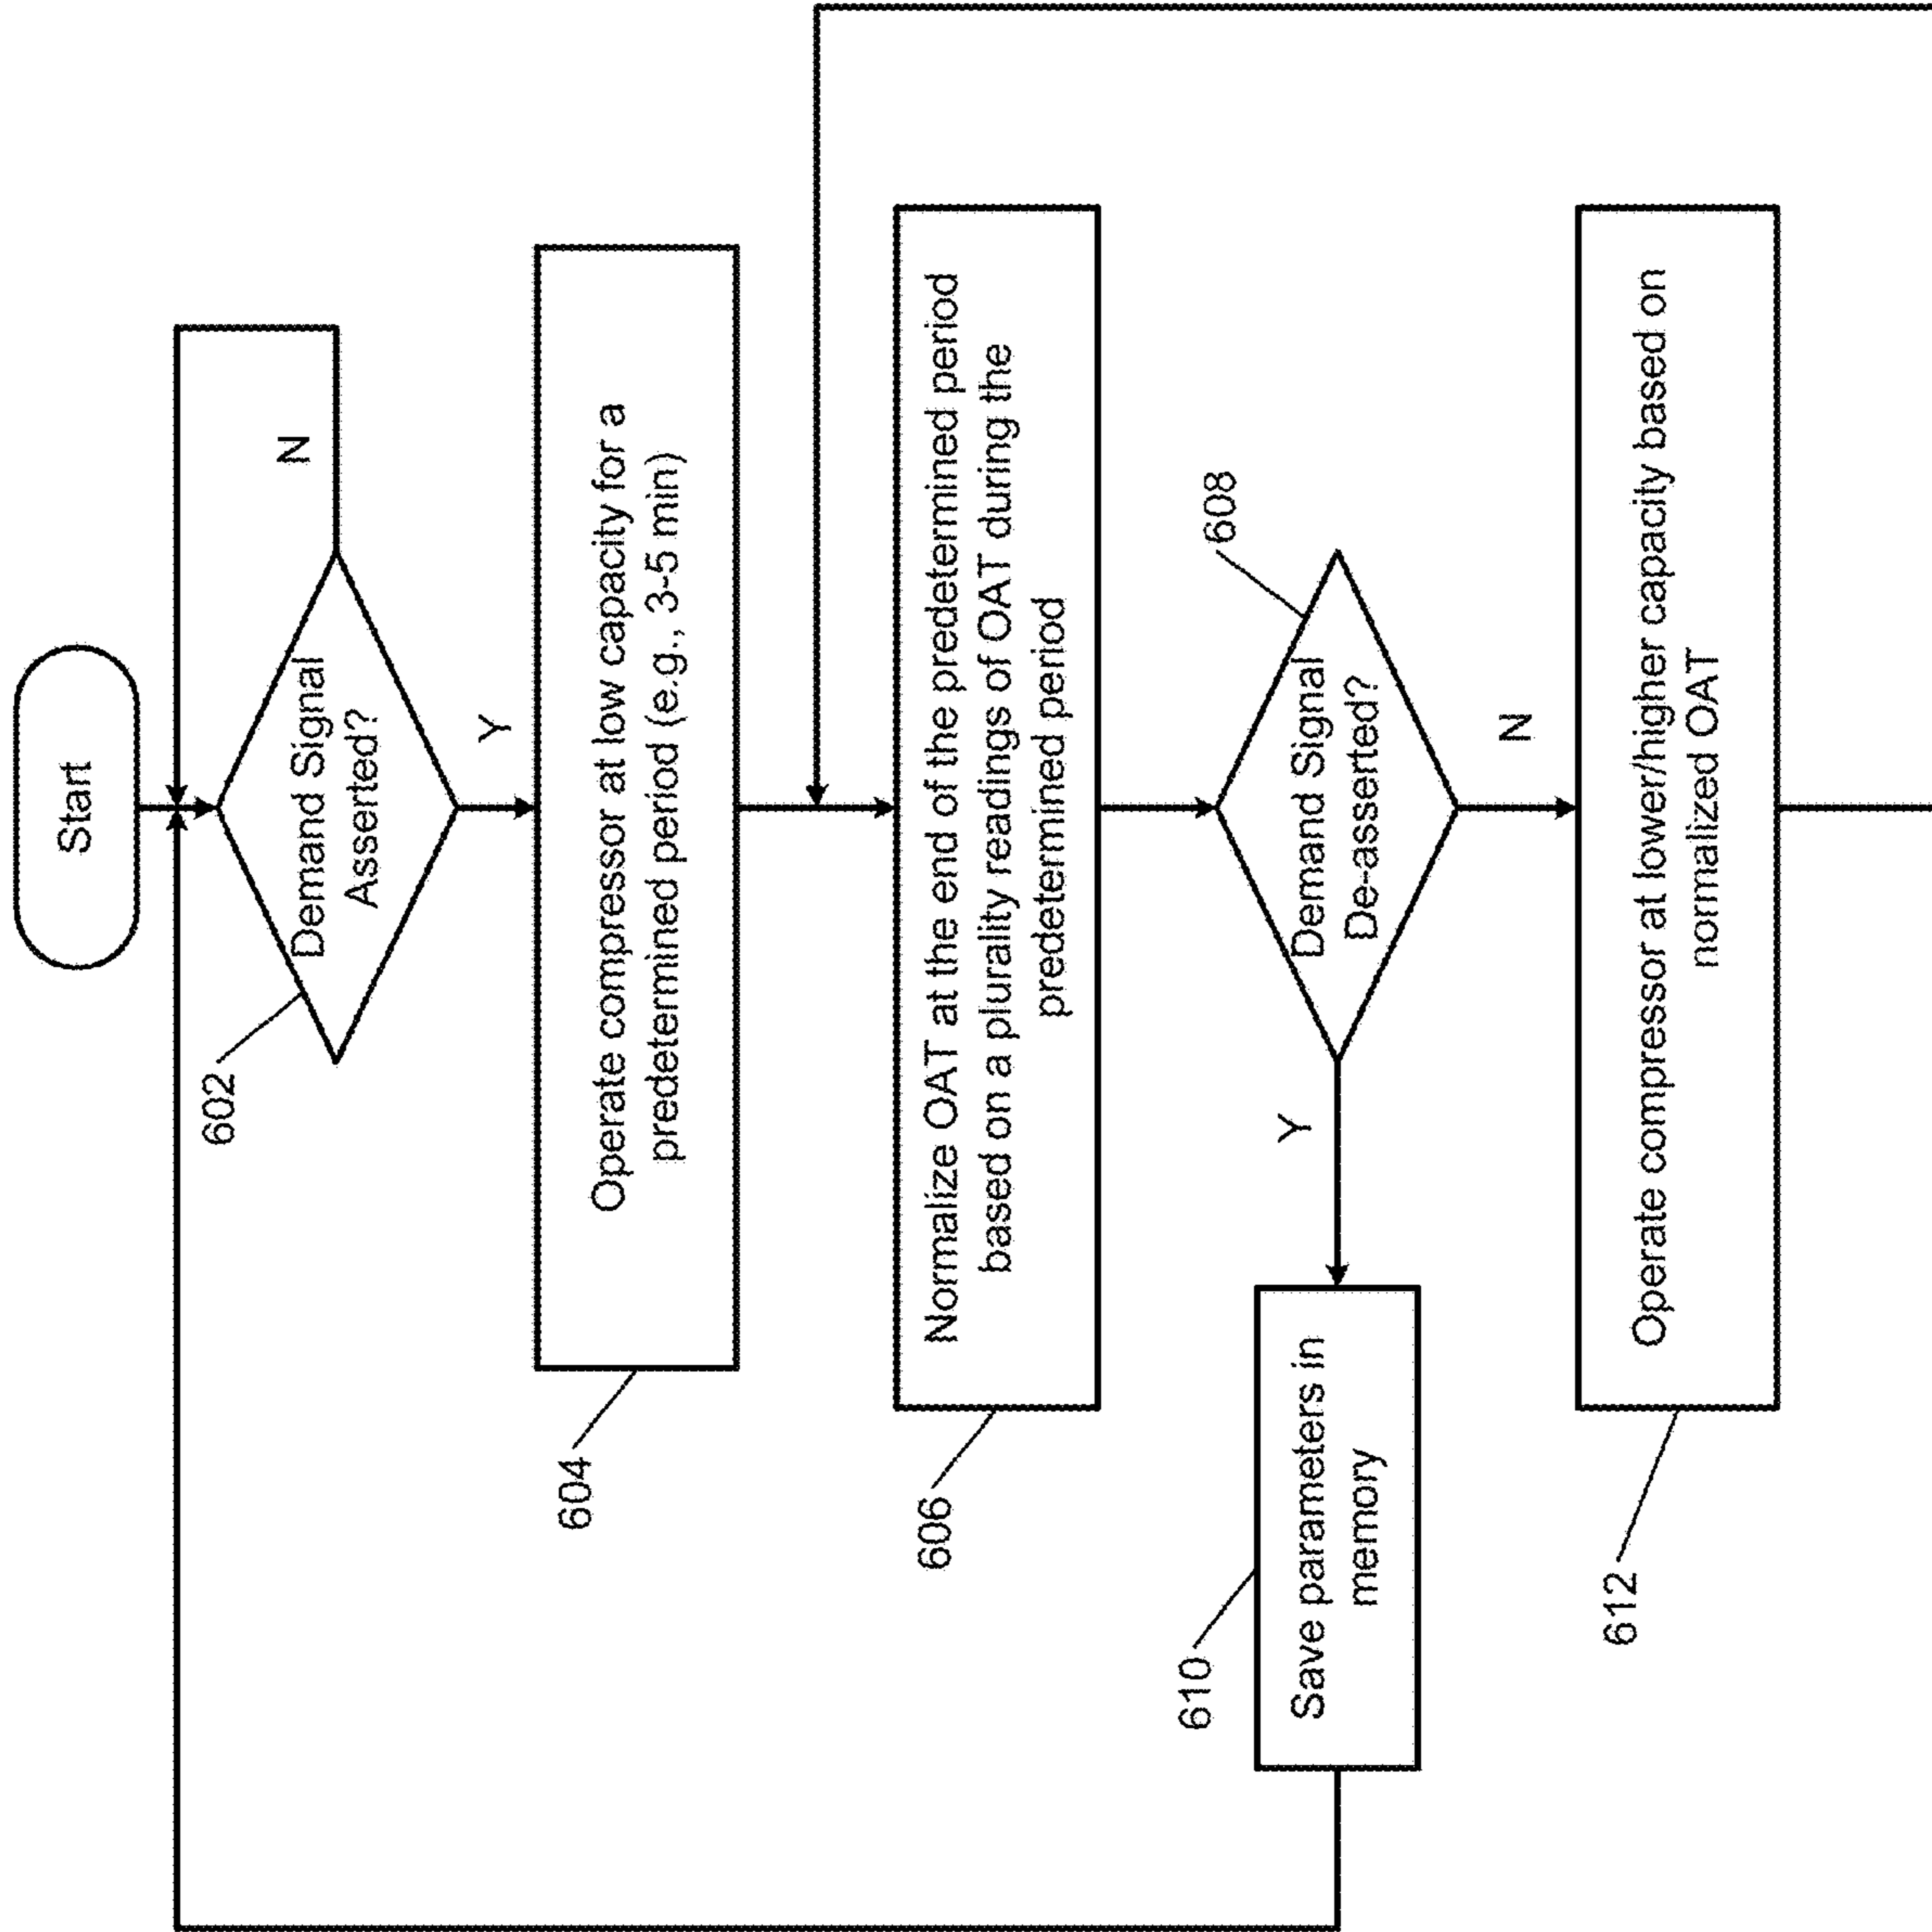 Start
602
Demand Signal
Asserted?
N
Y
604
Operate compressor at low capacity for a
predetermined period (e.g., 3-5 min)
606
Normalize OAT at the end of the predetermined period
based on a plurality readings of OAT during the
predetermined period
608
Demand Signal
De-asserted?
Y
N
610
Save parameters in
memory
612
Operate compressor at lower/higher capacity based on
normalized OAT